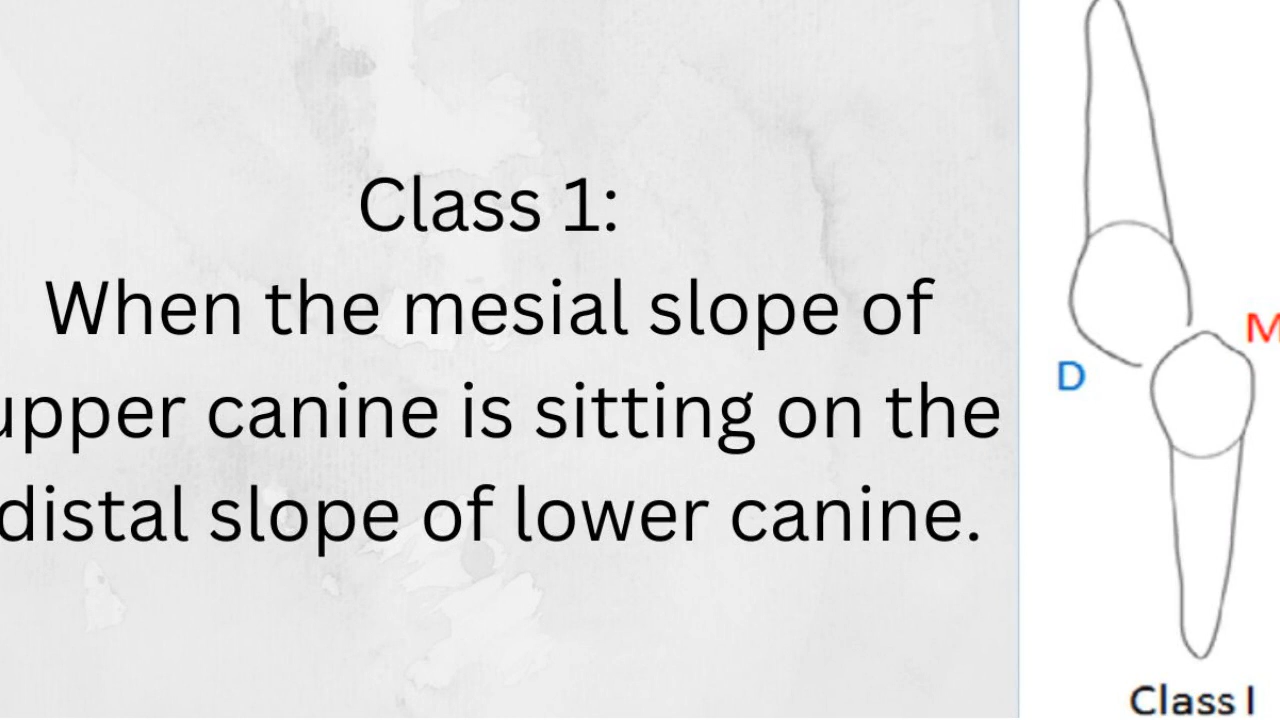 Class 1:
When the mesial slope of
upper canine is sitting on the
distal slope of lower canine.
M
D
Class I